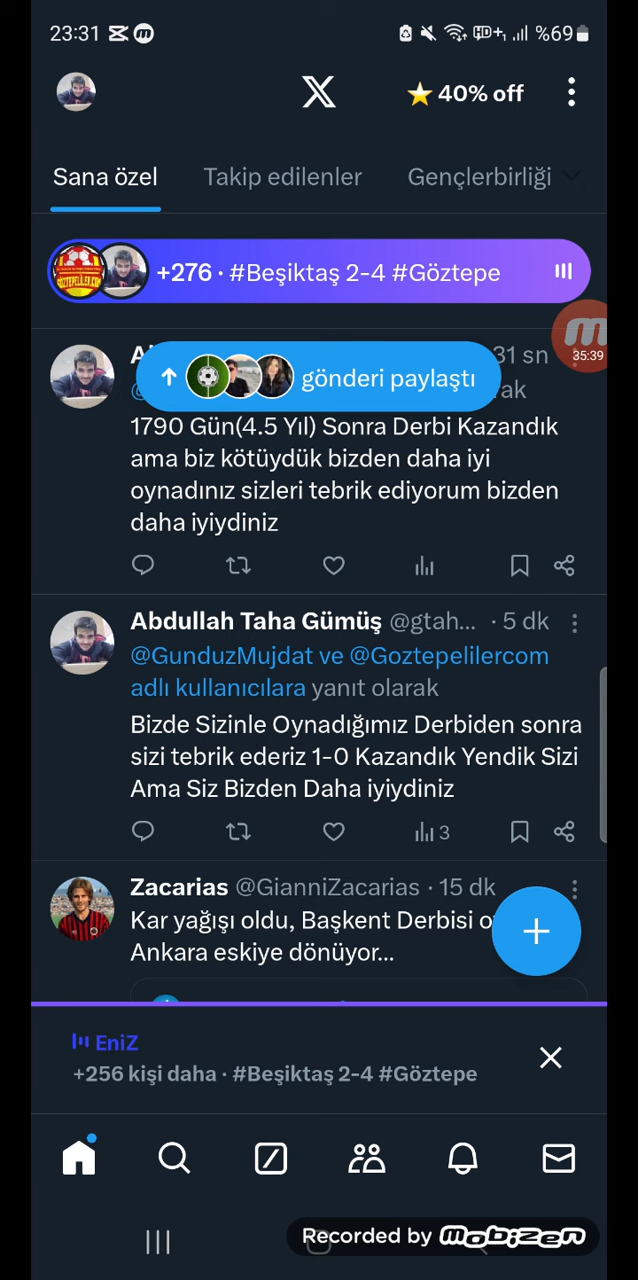 23:31
HD+
%69
40% off
Sana özel Takip edilenler Gençlerbirliği
+276 · #Beşiktaş 2-4 #Göztepe
35:39
31 sn
gönderi paylaştı
1790 Gün(4.5 Yıl) Sonra Derbi Kazandık
ama biz kötüydük bizden daha iyi
oynadınız sizleri tebrik ediyorum bizden
daha iyiydiniz
Abdullah Taha Gümüş @gtah... · 5 dk
@GunduzMujdat ve @Goztepelilercom
adlı kullanıcılara yanıt olarak
Bizde Sizinle Oynadığımız Derbiden sonra
sizi tebrik ederiz 1-0 Kazandık Yendik Sizi
Ama Siz Bizden Daha iyiydiniz
3
Zacarias @GianniZacarias · 15 dk
Kar yağışı oldu, Başkent Derbisi
Ankara eskiye dönüyor...
EniZ
+256 kişi daha · #Beşiktaş 2-4 #Göztepe
Recorded by mobizen